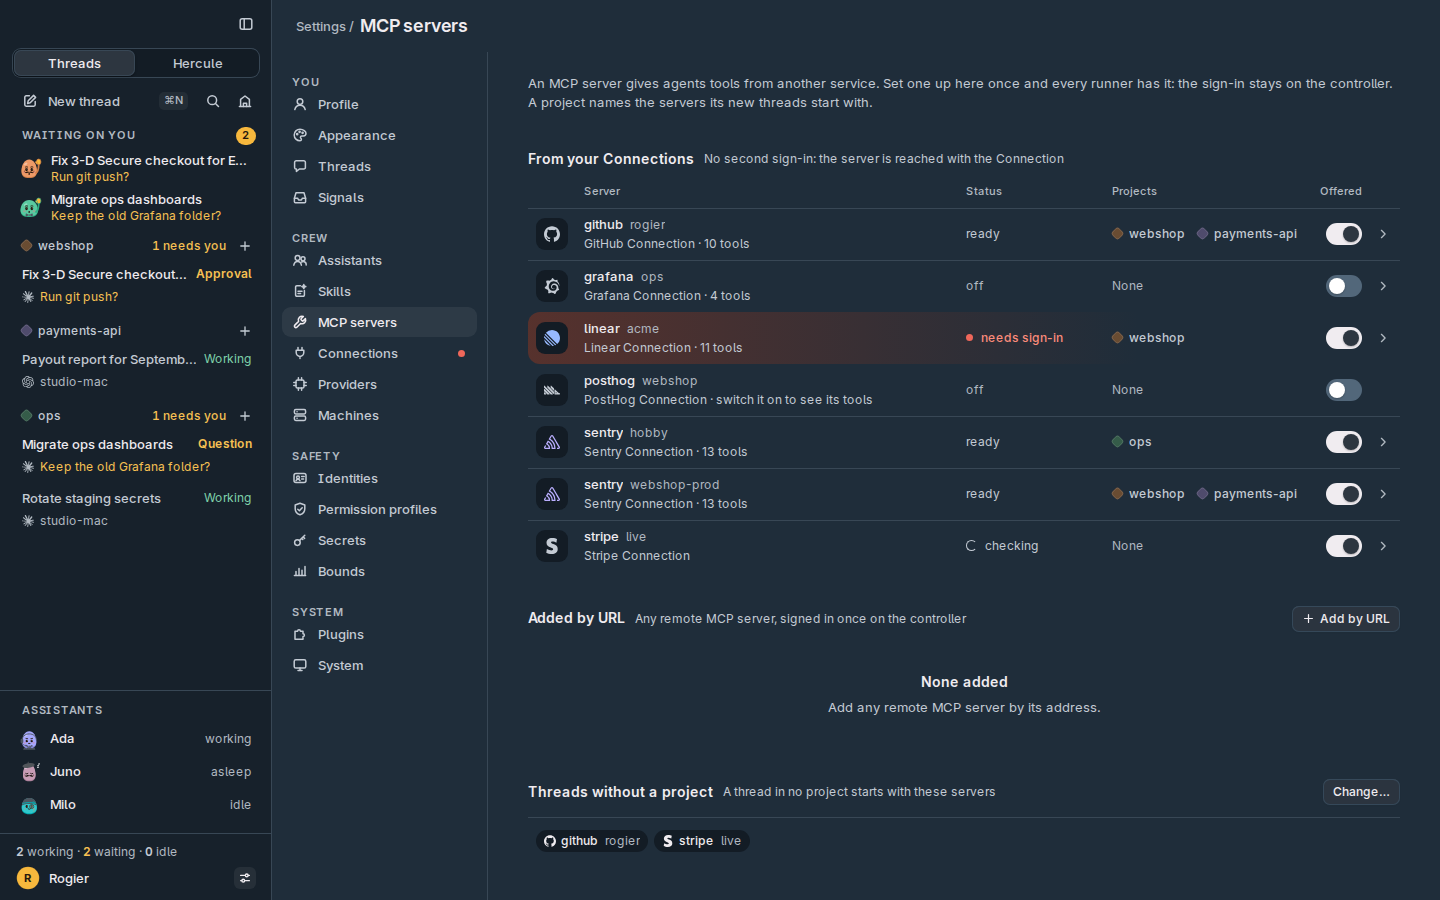 Threads
Hercule
New thread
⌘N
WAITING ON YOU
2
Fix 3-D Secure checkout for E...
Run git push?
Migrate ops dashboards
Keep the old Grafana folder?
webshop
1 needs you
Fix 3-D Secure checkout...
Approval
Run git push?
payments-api
Payout report for Septemb...
Working
studio-mac
ops
1 needs you
Migrate ops dashboards
Question
Keep the old Grafana folder?
Rotate staging secrets
Working
studio-mac
ASSISTANTS
Ada
working
Juno
asleep
Milo
idle
2 working · 2 waiting · 0 idle
R
Rogier
Settings / MCP servers
YOU
Profile
Appearance
Threads
Signals
CREW
Assistants
Skills
MCP servers
Connections
Providers
Machines
SAFETY
Identities
Permission profiles
Secrets
Bounds
SYSTEM
Plugins
System
An MCP server gives agents tools from another service. Set one up here once and every runner has it: the sign-in stays on the controller.
A project names the servers its new threads start with.
From your Connections
No second sign-in: the server is reached with the Connection
Server
Status
Projects
Offered
github rogier
GitHub Connection · 10 tools
ready
webshop
payments-api
grafana ops
Grafana Connection · 4 tools
off
None
linear acme
Linear Connection · 11 tools
needs sign-in
webshop
posthog webshop
PostHog Connection · switch it on to see its tools
off
None
sentry hobby
Sentry Connection · 13 tools
ready
ops
sentry webshop-prod
Sentry Connection · 13 tools
ready
webshop
payments-api
stripe live
Stripe Connection
checking
None
Added by URL
Any remote MCP server, signed in once on the controller
Add by URL
None added
Add any remote MCP server by its address.
Threads without a project
A thread in no project starts with these servers
Change...
github rogier
stripe live